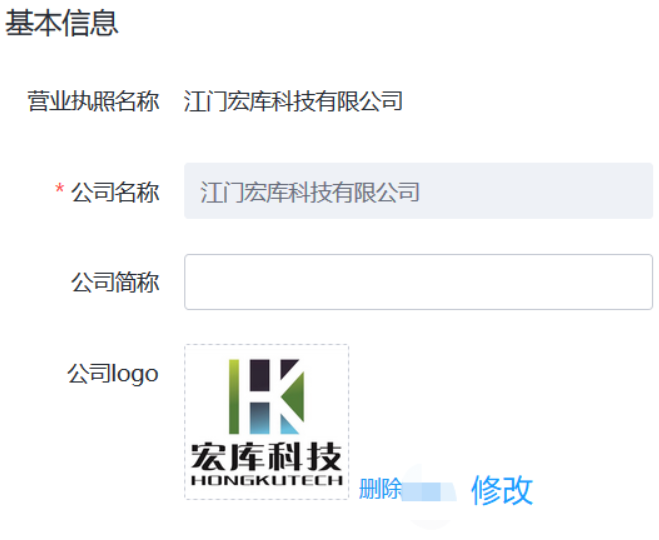 基本信息
营业执照名称 江门宏库科技有限公司
* 公司名称 江门宏库科技有限公司
公司简称
公司logo
HK
宏库科技
HONGKUTECH
删除 修改